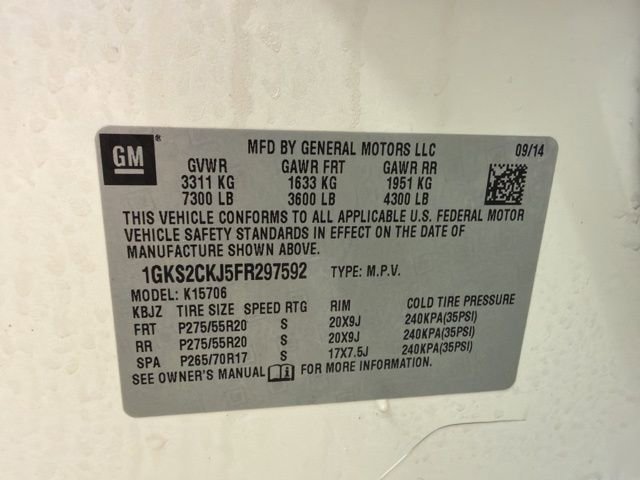 GM ® MFD BY GENERAL MOTORS LLC 09/14
GVWR GAWR FRT GAWR RR
3311 KG 1633 KG 1951 KG
7300 LB 3600 LB 4300 LB
THIS VEHICLE CONFORMS TO ALL APPLICABLE U.S. FEDERAL MOTOR
VEHICLE SAFETY STANDARDS IN EFFECT ON THE DATE OF
MANUFACTURE SHOWN ABOVE.
1GKS2CKJ5FR297592 TYPE: M.P.V.
MODEL: K15706
KBJZ TIRE SIZE SPEED RTG RIM COLD TIRE PRESSURE
FRT P275/55R20 S 20X9J 240KPA(35PSI)
RR P275/55R20 S 20X9J 240KPA(35PSI)
SPA P265/70R17 S 17X7.5J 240KPA(35PSI)
SEE OWNER'S MANUAL FOR MORE INFORMATION.